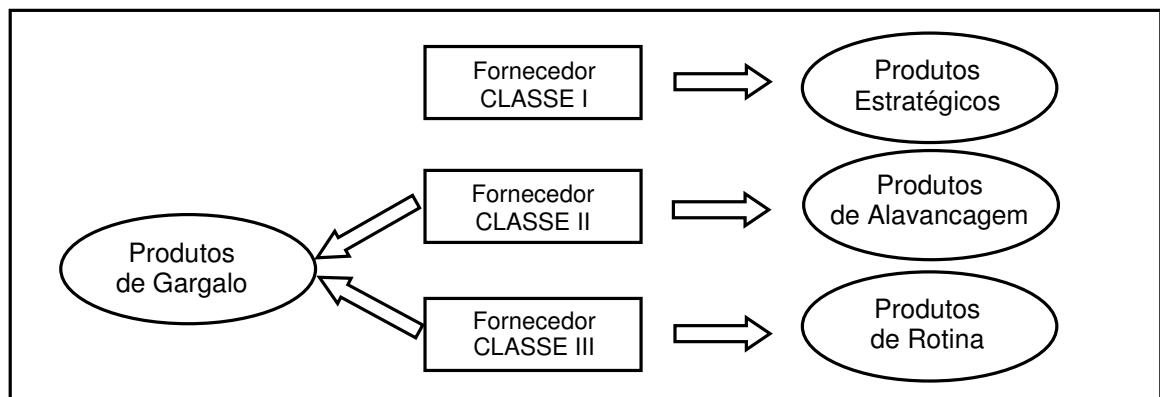 Fornecedor
CLASSE I
Produtos
Estratégicos
Fornecedor
CLASSE II
Produtos
de Alavancagem
Produtos
de Gargalo
Fornecedor
CLASSE III
Produtos
de Rotina